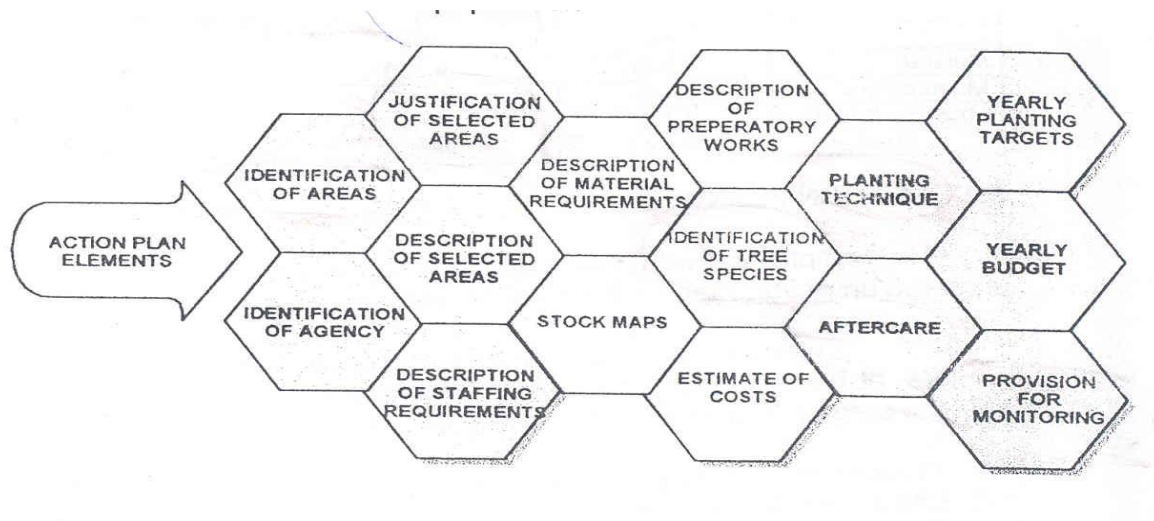 ACTION PLAN
ELEMENTS
IDENTIFICATION
OF AREAS
IDENTIFICATION
OF AGENCY
JUSTIFICATION
OF SELECTED
AREAS
DESCRIPTION
OF SELECTED
AREAS
DESCRIPTION
OF STAFFING
REQUIREMENTS
DESCRIPTION
OF MATERIAL
REQUIREMENTS
STOCK MAPS
DESCRIPTION
OF
PREPERATORY
WORKS
IDENTIFICATION
OF TREE
SPECIES
ESTIMATE OF
COSTS
PLANTING
TECHNIQUE
AFTERCARE
YEARLY
PLANTING
TARGETS
YEARLY
BUDGET
PROVISION
FOR
MONITORING